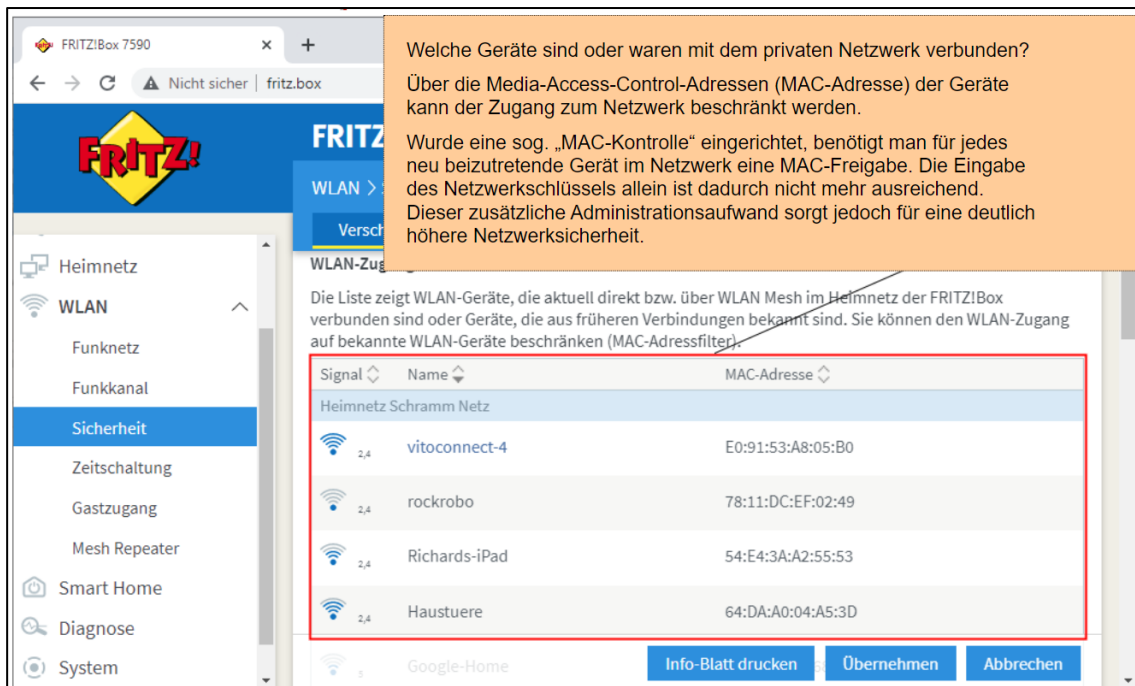 FRITZ!Box 7590
Nicht sicher | fritz.box
Welche Geräte sind oder waren mit dem privaten Netzwerk verbunden?
Über die Media-Access-Control-Adressen (MAC-Adresse) der Geräte
kann der Zugang zum Netzwerk beschränkt werden.
Wurde eine sog. „MAC-Kontrolle“ eingerichtet, benötigt man für jedes
neu beizutretende Gerät im Netzwerk eine MAC-Freigabe. Die Eingabe
des Netzwerkschlüssels allein ist dadurch nicht mehr ausreichend.
Dieser zusätzliche Administrationsaufwand sorgt jedoch für eine deutlich
höhere Netzwerksicherheit.
FRITZ!
FRITZ
WLAN >
Versch
Heimnetz
WLAN
Funknetz
Funkkanal
Sicherheit
Zeitschaltung
Gastzugang
Mesh Repeater
Smart Home
Diagnose
System
WLAN-Zug
Die Liste zeigt WLAN-Geräte, die aktuell direkt bzw. über WLAN Mesh im Heimnetz der FRITZ!Box
verbunden sind oder Geräte, die aus früheren Verbindungen bekannt sind. Sie können den WLAN-Zugang
auf bekannte WLAN-Geräte beschränken (MAC-Adressfilter).
Signal Name MAC-Adresse
Heimnetz Schramm Netz
2,4 vitoconnect-4 E0:91:53:A8:05:B0
2,4 rockrobo 78:11:DC:EF:02:49
2,4 Richards-iPad 54:E4:3A:A2:55:53
2,4 Haustuere 64:DA:A0:04:A5:3D
5 Google-Home
Info-Blatt drucken Übernehmen Abbrechen